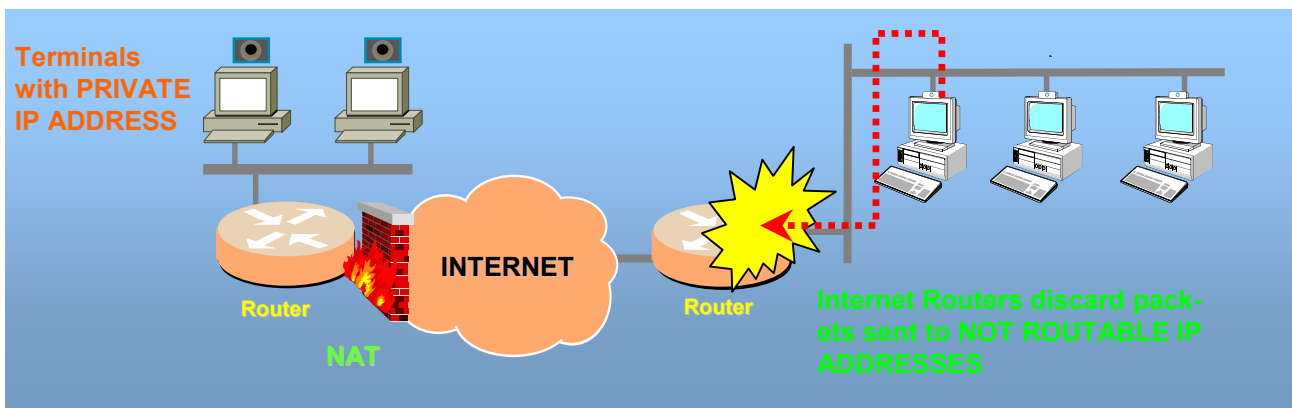 Terminals
with PRIVATE
IP ADDRESS
INTERNET
Router
Router
NAT
Internet Routers discard pack-
ets sent to NOT ROUTABLE IP
ADDRESSES